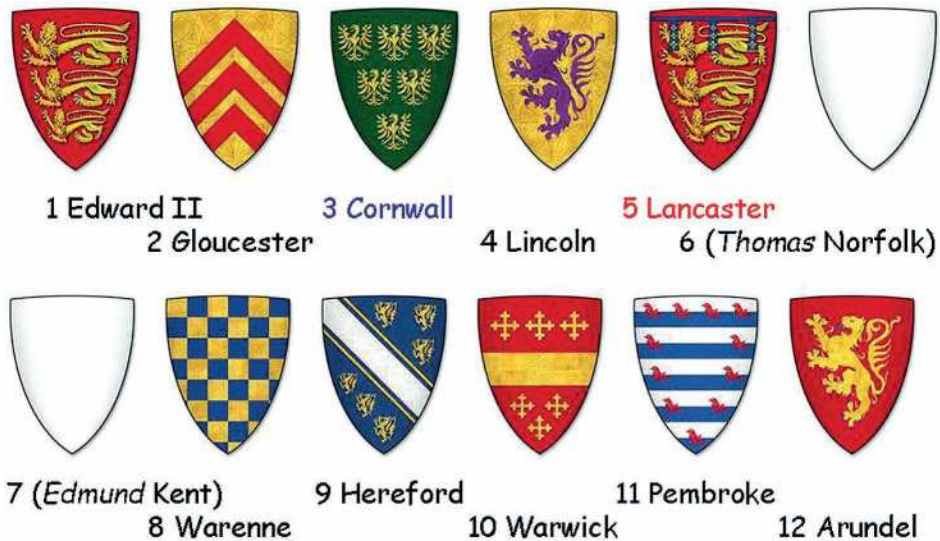 1 Edward II
2 Gloucester
3 Cornwall
4 Lincoln
5 Lancaster
6 (Thomas Norfolk)
7 (Edmund Kent)
8 Warenne
9 Hereford
10 Warwick
11 Pembroke
12 Arundel